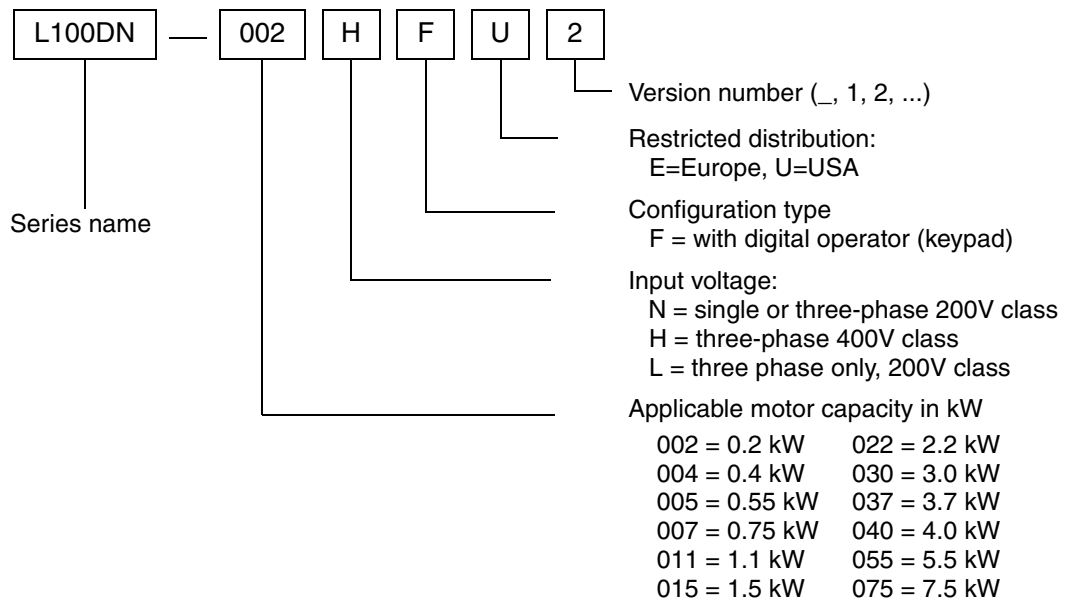 L100DN — 002 H F U 2
Version number (_, 1, 2, ...)
Restricted distribution:
E=Europe, U=USA
Series name
Configuration type
F = with digital operator (keypad)
Input voltage:
N = single or three-phase 200V class
H = three-phase 400V class
L = three phase only, 200V class
Applicable motor capacity in kW
002 = 0.2 kW 022 = 2.2 kW
004 = 0.4 kW 030 = 3.0 kW
005 = 0.55 kW 037 = 3.7 kW
007 = 0.75 kW 040 = 4.0 kW
011 = 1.1 kW 055 = 5.5 kW
015 = 1.5 kW 075 = 7.5 kW